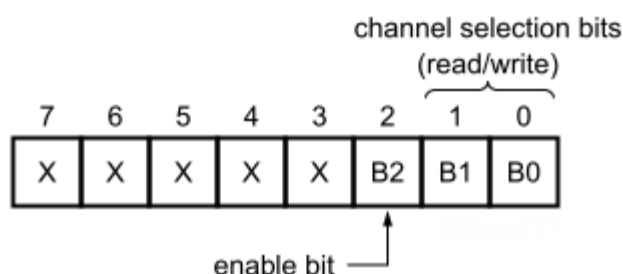 channel selection bits
(read/write)
7 6 5 4 3 2 1 0
X X X X X B2 B1 B0
enable bit